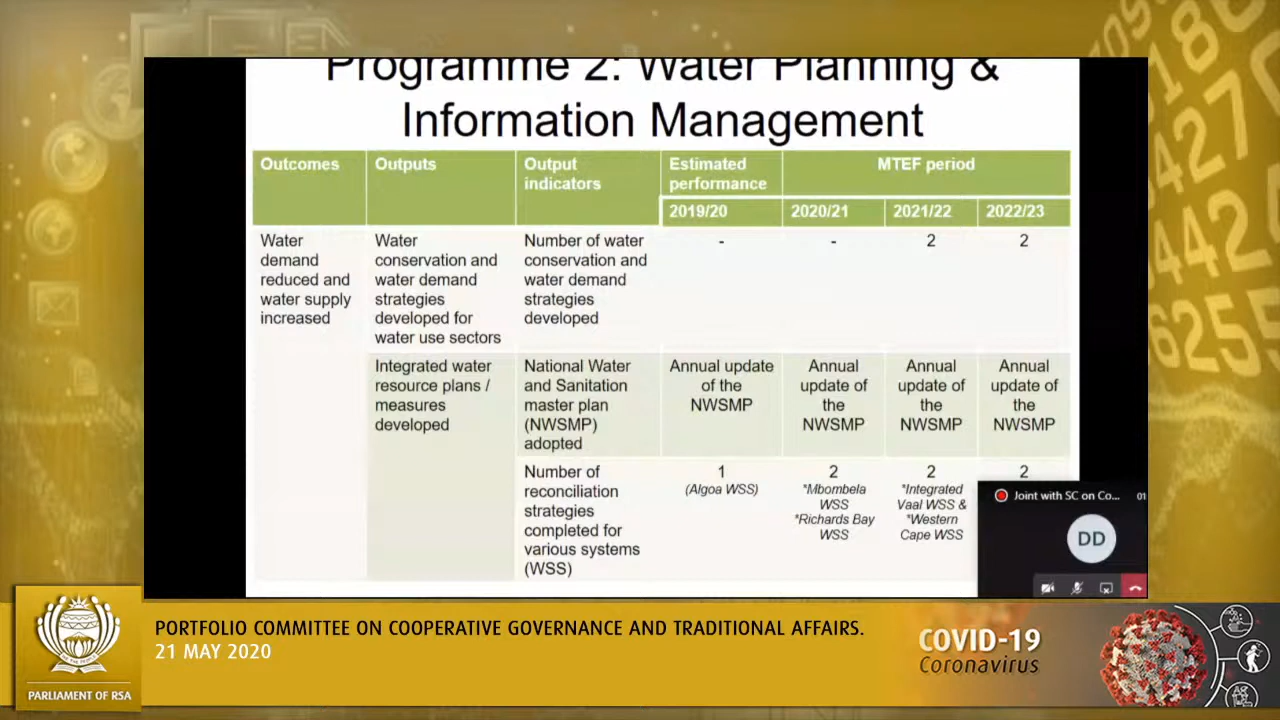 Programme 2: Water Planning &
Information Management
Outcomes
Outputs
Output
indicators
Estimated
performance
MTEF period
2019/20
2020/21
2021/22
2022/23
Water
demand
reduced and
water supply
increased
Water
conservation and
water demand
strategies
developed for
water use sectors
Number of water
conservation and
water demand
strategies
developed
-
-
2
2
Integrated water
resource plans /
measures
developed
National Water
and Sanitation
master plan
(NWSMP)
adopted
Annual update
of the
NWSMP
Annual
update of
the
NWSMP
Annual
update of
the
NWSMP
Annual
update of
the
NWSMP
Number of
reconciliation
strategies
completed for
various systems
(WSS)
1
(Algoa WSS)
2
*Mbombela
WSS
*Richards Bay
WSS
2
*Integrated
Vaal WSS &
*Western
Cape WSS
2
Joint with SC on Co...
01
DD
PARLIAMENT OF RSA
PORTFOLIO COMMITTEE ON COOPERATIVE GOVERNANCE AND TRADITIONAL AFFAIRS.
21 MAY 2020
COVID-19
Coronavirus